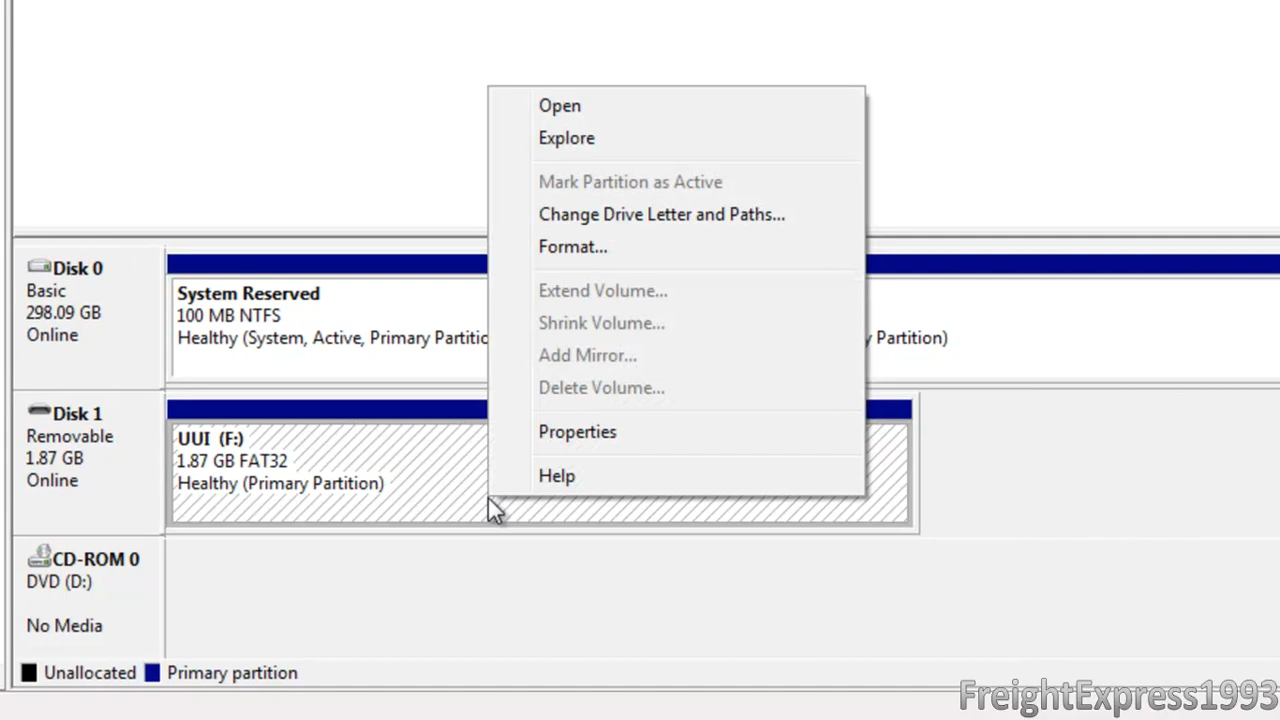 Open
Explore
Mark Partition as Active
Change Drive Letter and Paths...
Format...
Extend Volume...
Shrink Volume...
Add Mirror...
Delete Volume...
Properties
Help
Disk 0
Basic
298.09 GB
Online
System Reserved
100 MB NTFS
Healthy (System, Active, Primary Partitio
y Partition)
Disk 1
Removable
1.87 GB
Online
UUI (F:)
1.87 GB FAT32
Healthy (Primary Partition)
CD-ROM 0
DVD (D:)
No Media
Unallocated
Primary partition
FreightExpress1993